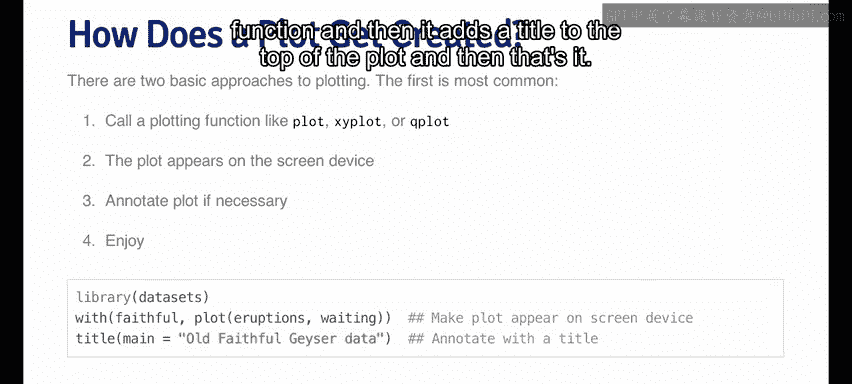 How Does a Plot Get Created?
function and then it adds a title to the
top of the plot and then that's it.
There are two basic approaches to plotting. The first is most common:
1. Call a plotting function like plot, xyplot, or qplot
2. The plot appears on the screen device
3. Annotate plot if necessary
4. Enjoy
library(datasets)
with(faithful, plot(eruptions, waiting)) ## Make plot appear on screen device
title(main = "Old Faithful Geyser data") ## Annotate with a title